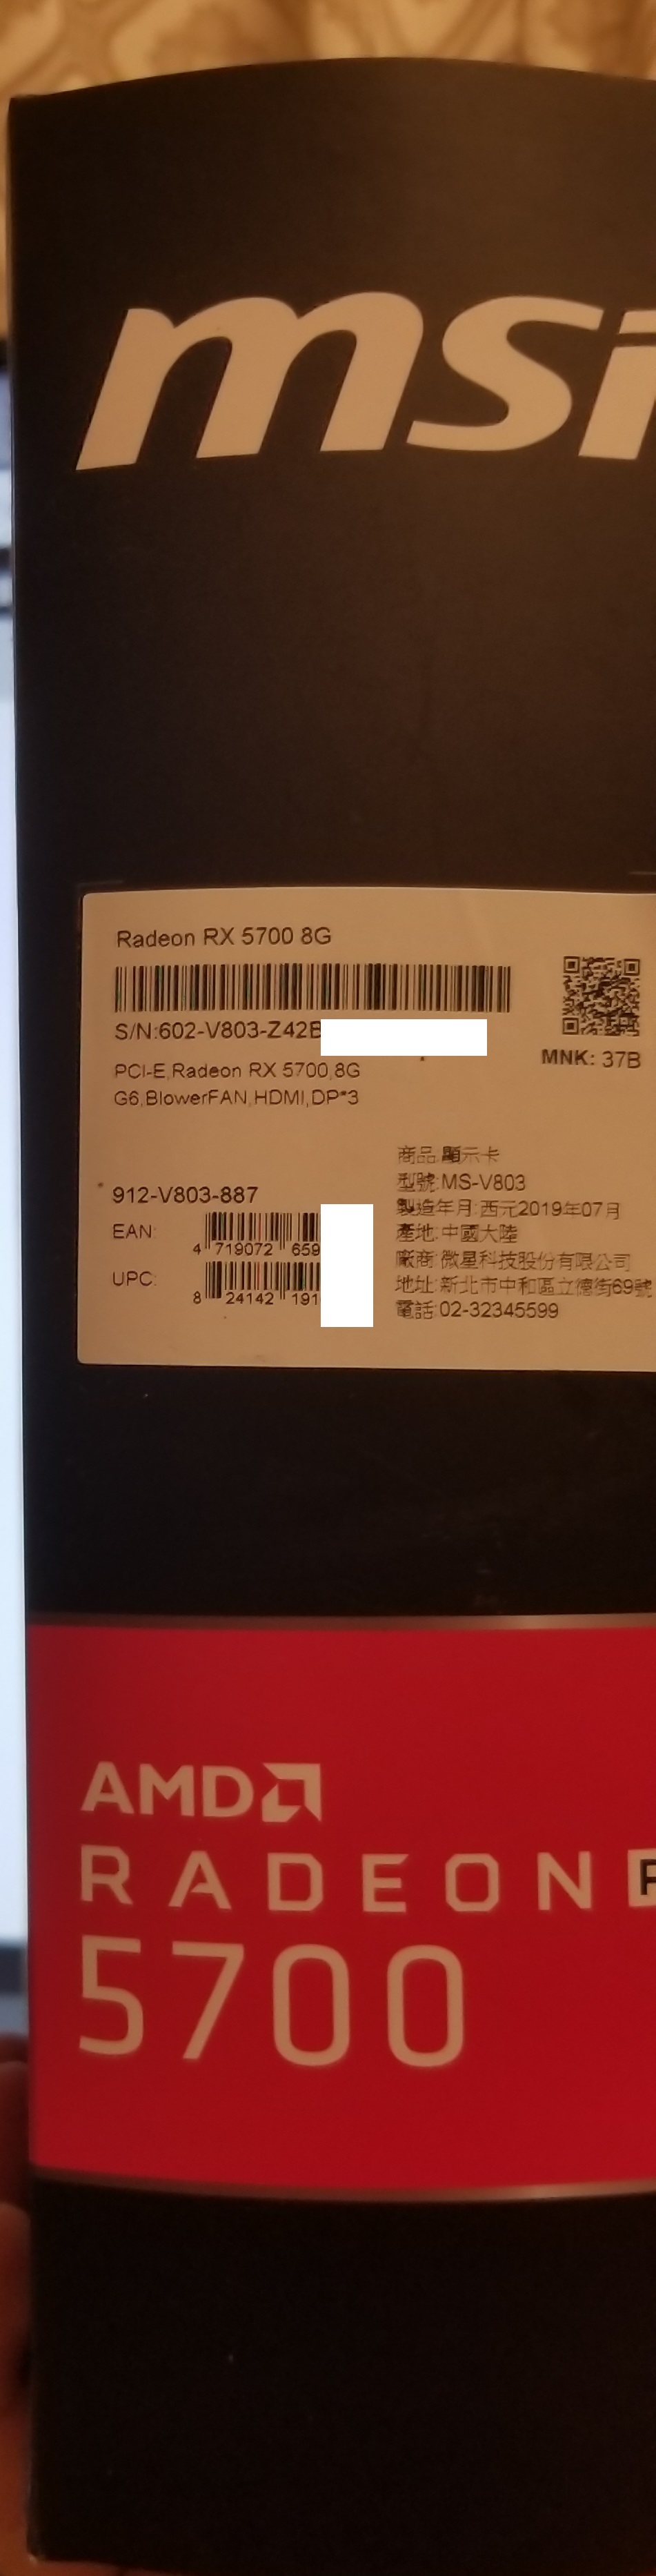 msi
Radeon RX 5700 8G
S/N:602-V803-Z42B
MNK: 37B
PCI-E,Radeon RX 5700,8G
G6,BlowerFAN,HDMI,DP*3
912-V803-887
EAN:
4 719072 659
UPC:
8 24142 191
商品:顯示卡
型號:MS-V803
製造年月:西元2019年07月
產地:中國大陸
廠商:微星科技股份有限公司
地址:新北市中和區立德街69號
電話:02-32345599
AMD
RADEON
5700